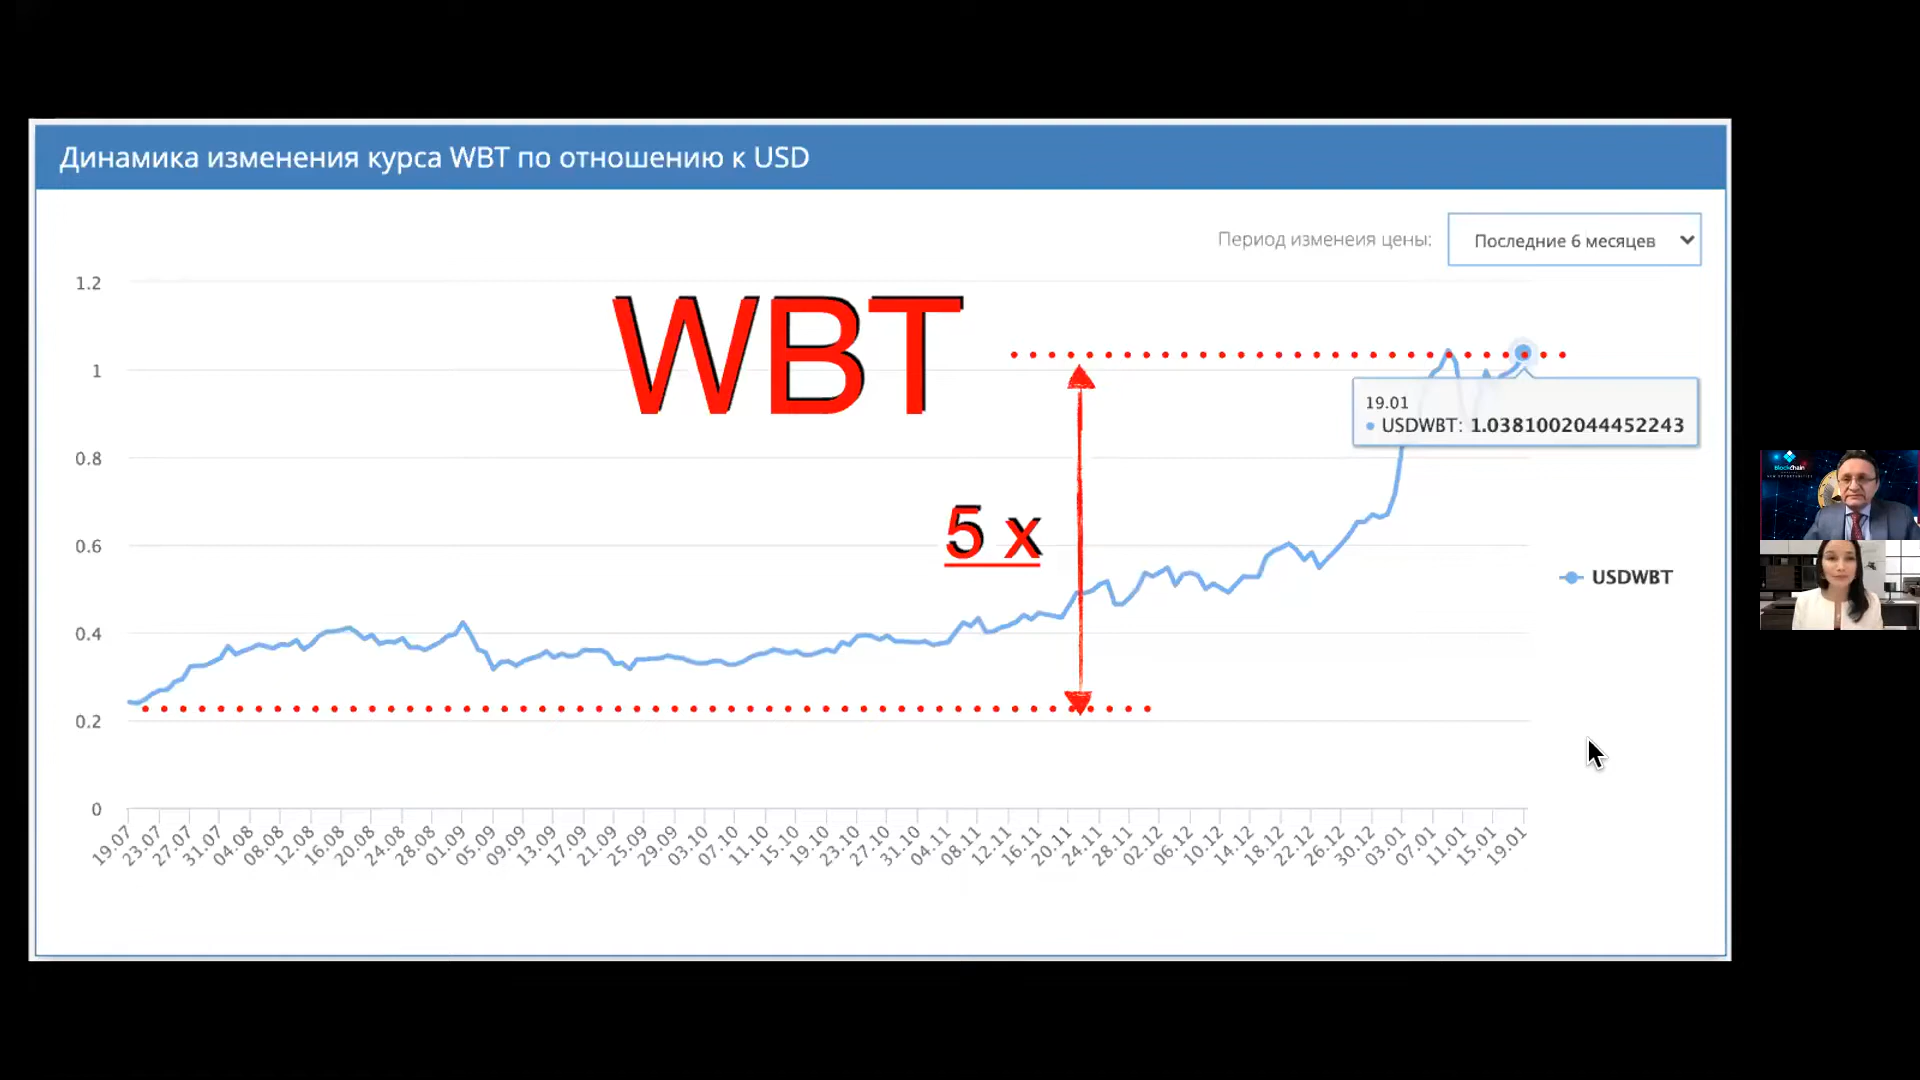 Динамика изменения курса WBT по отношению к USD
Период изменеия цены:
Последние 6 месяцев
1.2
1
0.8
0.6
0.4
0.2
0
WBT
5 x
19.01
USDWBT: 1.0381002044452243
USDWBT
19.07 23.07 27.07 31.07 04.08 08.08 12.08 16.08 20.08 24.08 28.08 01.09 05.09 09.09 13.09 17.09 21.09 25.09 29.09 03.10 07.10 11.10 15.10 19.10 23.10 27.10 31.10 04.11 08.11 12.11 16.11 20.11 24.11 28.11 02.12 06.12 10.12 14.12 18.12 22.12 26.12 30.12 03.01 07.01 11.01 15.01 19.01
blockchain